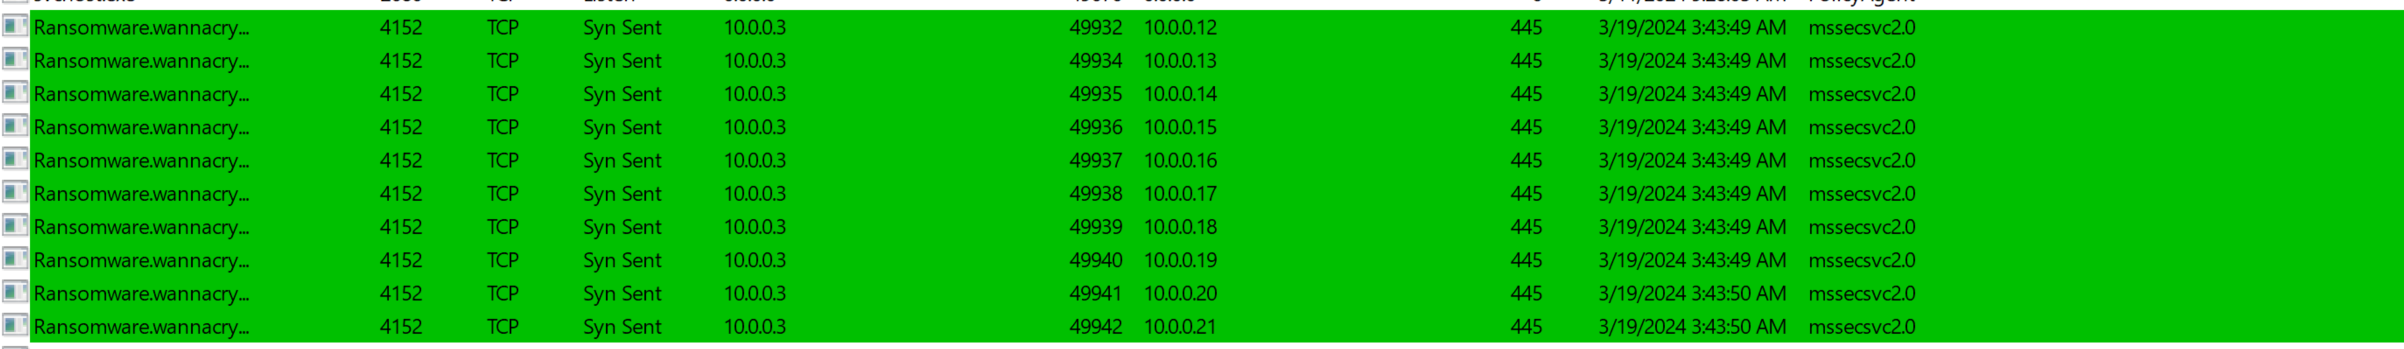 Ransomware.wannacry... 4152 TCP Syn Sent 10.0.0.3 49932 10.0.0.12 445 3/19/2024 3:43:49 AM mssecsvc2.0
Ransomware.wannacry... 4152 TCP Syn Sent 10.0.0.3 49934 10.0.0.13 445 3/19/2024 3:43:49 AM mssecsvc2.0
Ransomware.wannacry... 4152 TCP Syn Sent 10.0.0.3 49935 10.0.0.14 445 3/19/2024 3:43:49 AM mssecsvc2.0
Ransomware.wannacry... 4152 TCP Syn Sent 10.0.0.3 49936 10.0.0.15 445 3/19/2024 3:43:49 AM mssecsvc2.0
Ransomware.wannacry... 4152 TCP Syn Sent 10.0.0.3 49937 10.0.0.16 445 3/19/2024 3:43:49 AM mssecsvc2.0
Ransomware.wannacry... 4152 TCP Syn Sent 10.0.0.3 49938 10.0.0.17 445 3/19/2024 3:43:49 AM mssecsvc2.0
Ransomware.wannacry... 4152 TCP Syn Sent 10.0.0.3 49939 10.0.0.18 445 3/19/2024 3:43:49 AM mssecsvc2.0
Ransomware.wannacry... 4152 TCP Syn Sent 10.0.0.3 49940 10.0.0.19 445 3/19/2024 3:43:49 AM mssecsvc2.0
Ransomware.wannacry... 4152 TCP Syn Sent 10.0.0.3 49941 10.0.0.20 445 3/19/2024 3:43:50 AM mssecsvc2.0
Ransomware.wannacry... 4152 TCP Syn Sent 10.0.0.3 49942 10.0.0.21 445 3/19/2024 3:43:50 AM mssecsvc2.0